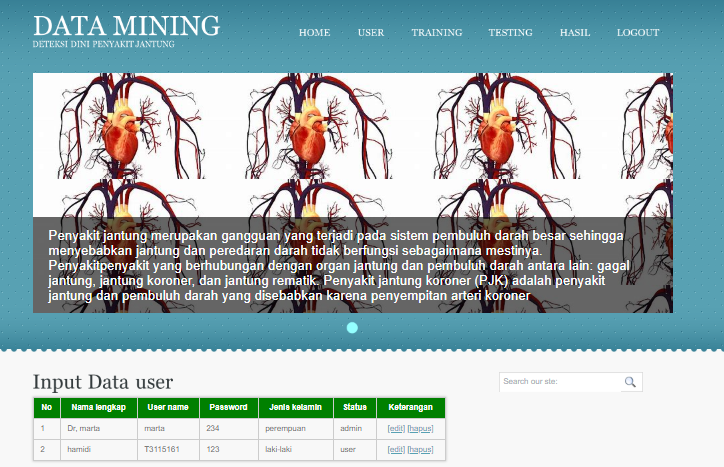 DATA MINING
DETEKSI DINI PENYAKIT JANTUNG
HOME USER TRAINING TESTING HASIL LOGOUT
Penyakit jantung merupakan gangguan yang terjadi pada sistem pembuluh darah besar sehingga
menyebabkan jantung dan peredaran darah tidak berfungsi sebagaimana mestinya.
Penyakitpenyakit yang berhubungan dengan organ jantung dan pembuluh darah antara lain: gagal
jantung, jantung koroner, dan jantung rematik. Penyakit jantung koroner (PJK) adalah penyakit
jantung dan pembuluh darah yang disebabkan karena penyempitan arteri koroner
Input Data user
Search our ste:
No Nama lengkap User name Password Jenis kelamin Status Keterangan
1 Dr, marta marta 234 perempuan admin [edit] [hapus]
2 hamidi T3115161 123 laki-laki user [edit] [hapus]